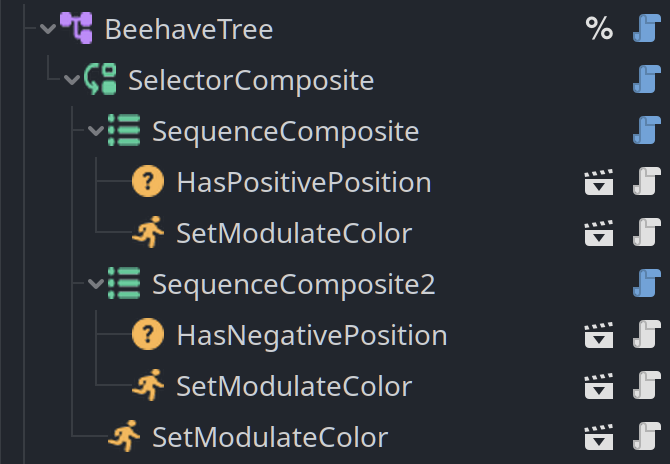 BeehaveTree %
SelectorComposite
SequenceComposite
HasPositivePosition
SetModulateColor
SequenceComposite2
HasNegativePosition
SetModulateColor
SetModulateColor